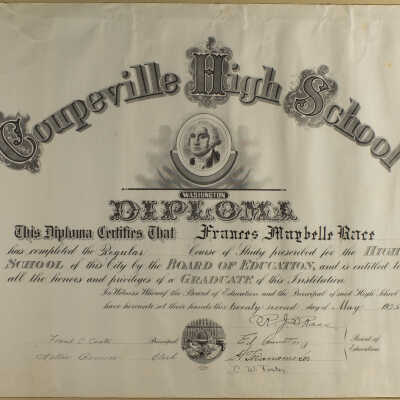 Coupeville High School
WASHINGTON
DIPLOMA
This Diploma Certifies That Frances Maybelle Race
has completed the Regular Course of Study prescribed for the HIGH
SCHOOL of this City by the BOARD OF EDUCATION, and is entitled to
all the honors and privileges of a GRADUATE of this Institution.
In Witness Whereof the Board of Education and the Principal of said High School
have hereunto set their hands this twenty second day of May
Principal
Clerk
Board of
Education